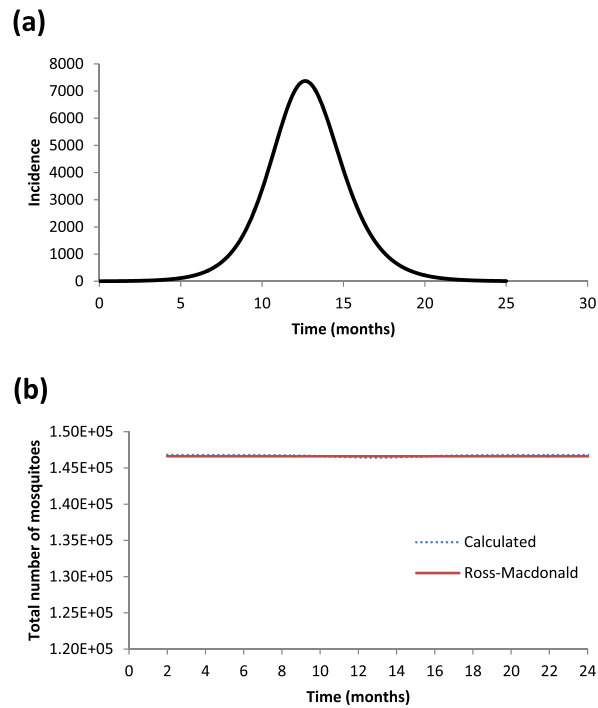 (a)
8000
7000
6000
5000
4000
3000
2000
1000
0
Incidence
0 5 10 15 20 25 30
Time (months)
(b)
1.50E+05
1.45E+05
1.40E+05
1.35E+05
1.30E+05
1.25E+05
1.20E+05
Total number of mosquitoes
Calculated
Ross-Macdonald
0 2 4 6 8 10 12 14 16 18 20 22 24
Time (months)